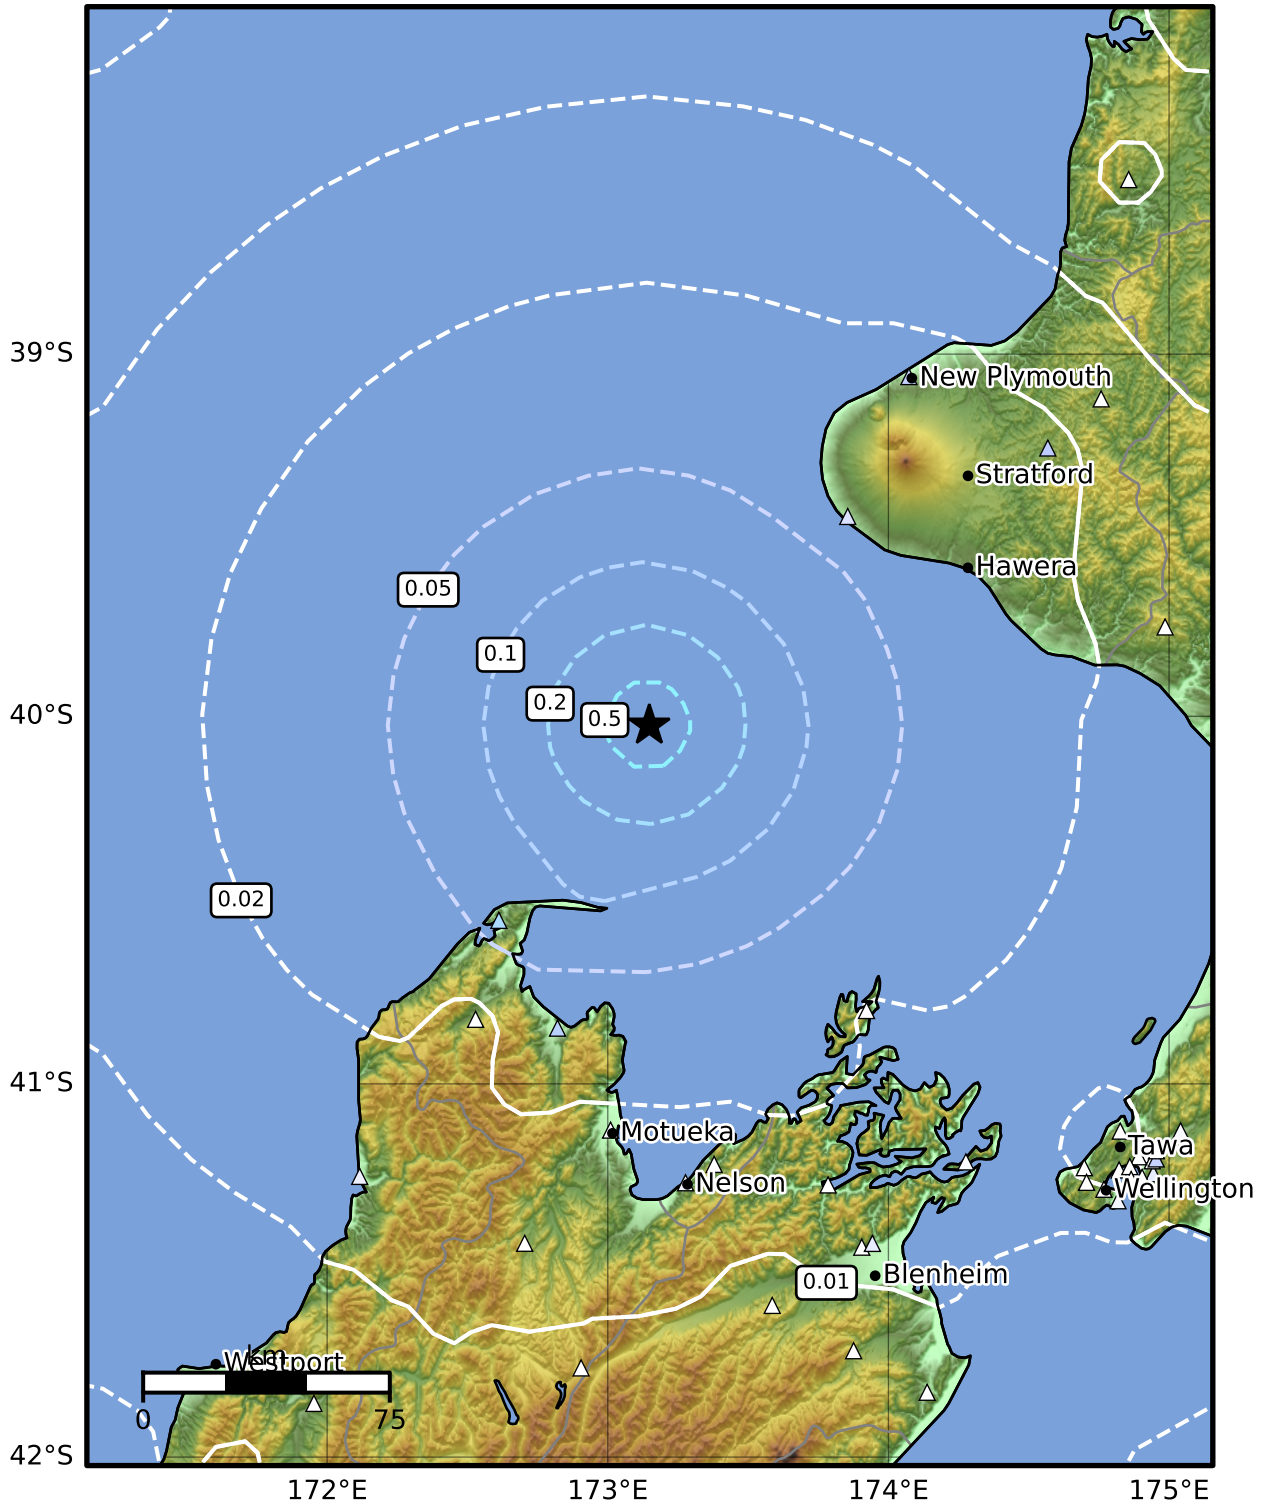 39°S
New Plymouth
Stratford
Hawera
0.05
0.1
0.2
0.5
40°S
0.02
41°S
Motueka
Tawa
Nelson
Wellington
Blenheim
0.01
km
Westport
0
75
42°S
172°E
173°E
174°E
175°E